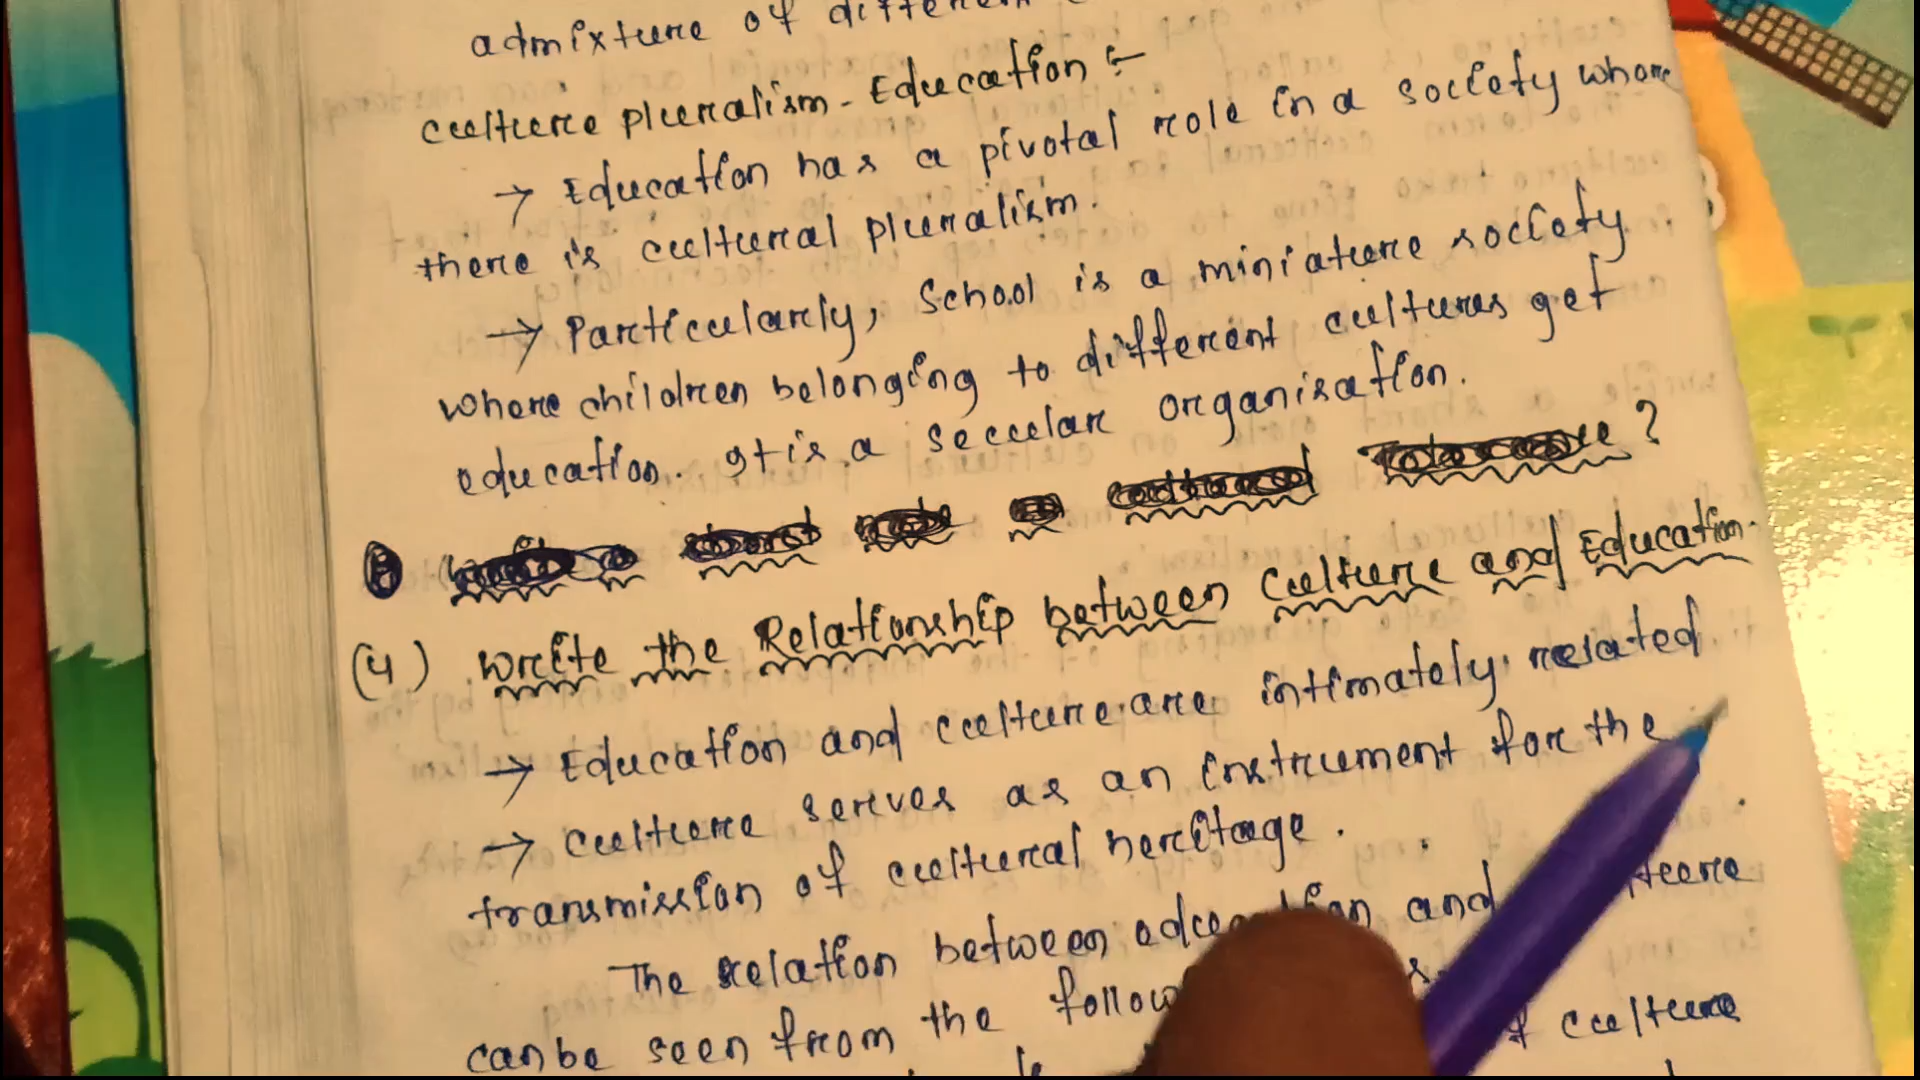 admixture of different
culture pluralism - Education :-
→ Education has a pivotal role in a society where
there is cultural pluralism.
→ Particularly, School is a miniature society
where children belonging to different cultures get
education. It is a secular organisation.
?
(4) Write the Relationship between Culture and Education.
→ Education and culture are intimately related
→ Culture serves as an instrument for the
transmission of cultural heritage.
The relation between and
can be seen from the culture